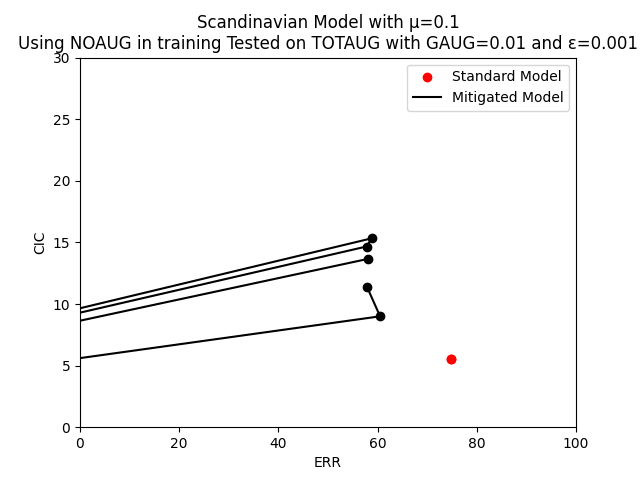 Scandinavian Model with μ=0.1
Using NOAUG in training Tested on TOTAUG with GAUG=0.01 and ε=0.001
Standard Model
Mitigated Model
30
25
20
15
10
5
0
CIC
0 20 40 60 80 100
ERR